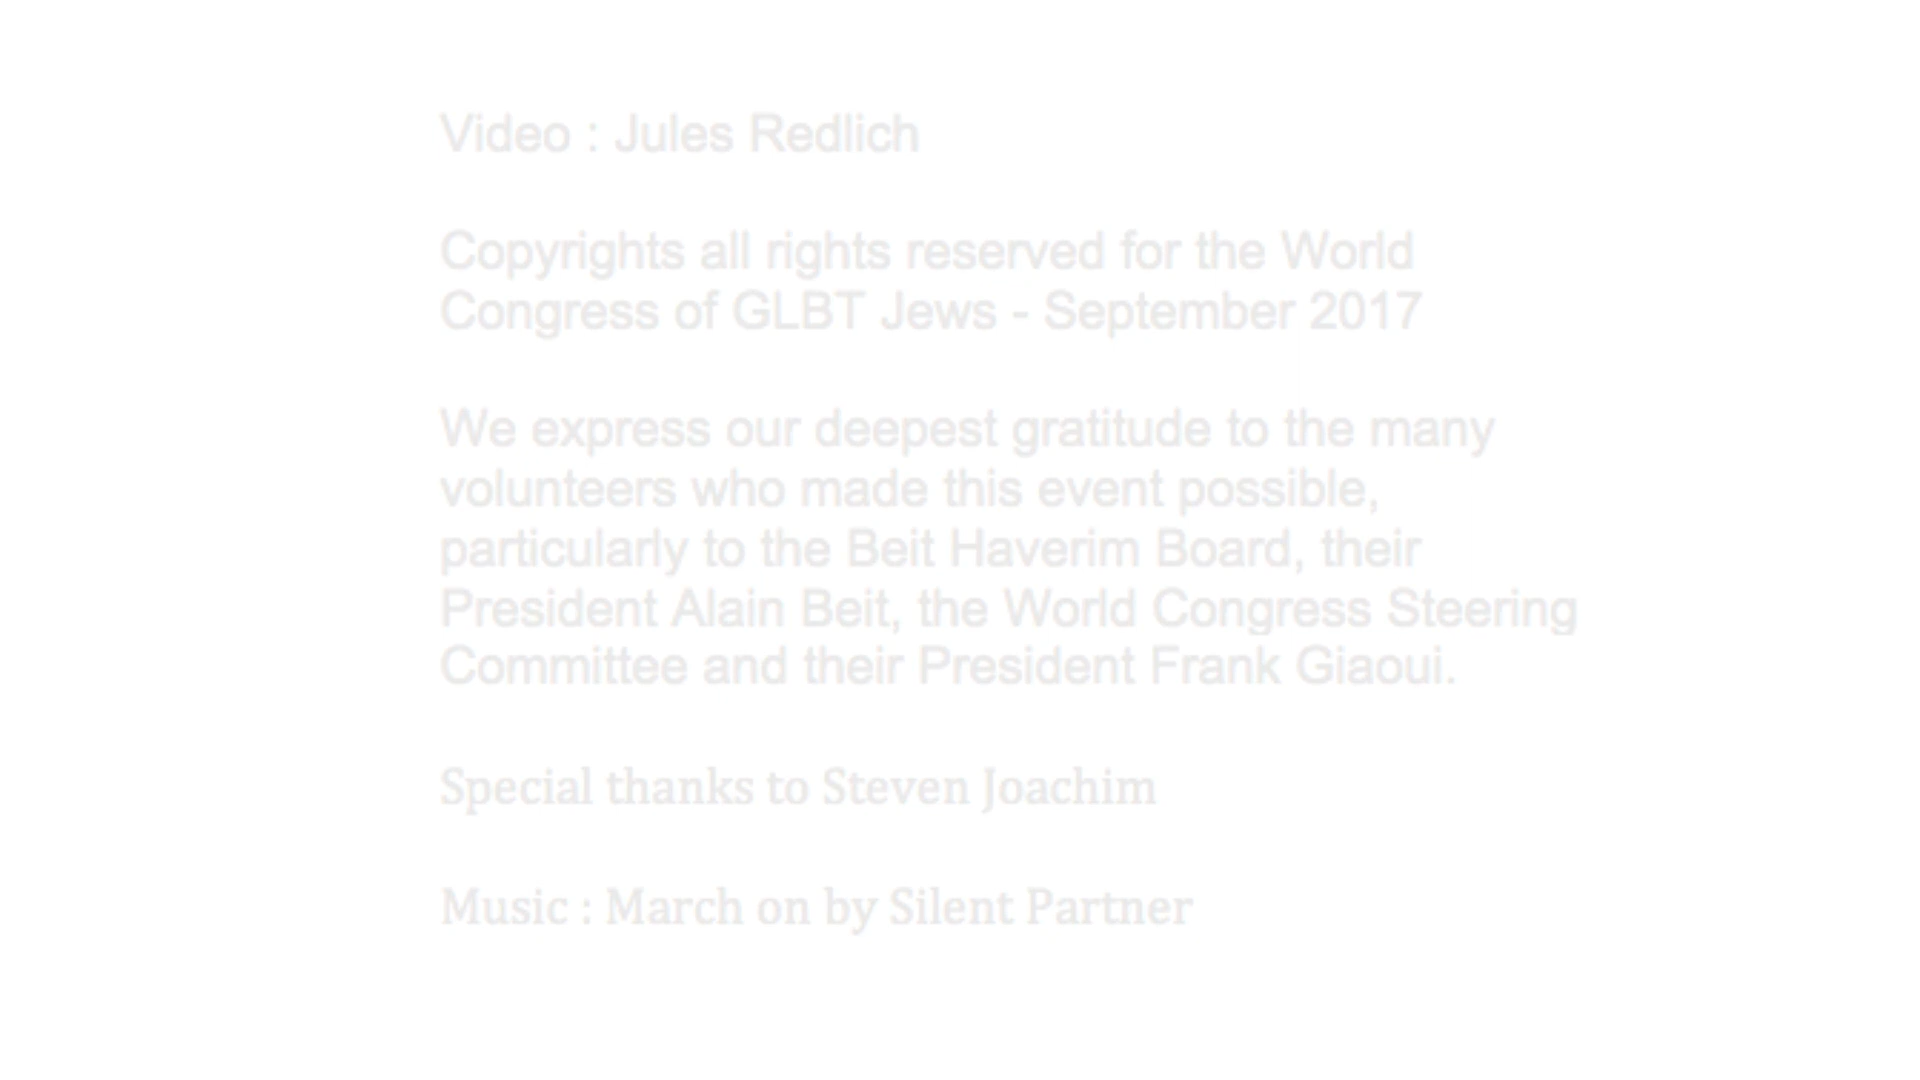 Video : Jules Redlich
Copyrights all rights reserved for the World
Congress of GLBT Jews - September 2017
We express our deepest gratitude to the many
volunteers who made this event possible,
particularly to the Beit Haverim Board, their
President Alain Beit, the World Congress Steering
Committee and their President Frank Giaoui.
Special thanks to Steven Joachim
Music : March on by Silent Partner